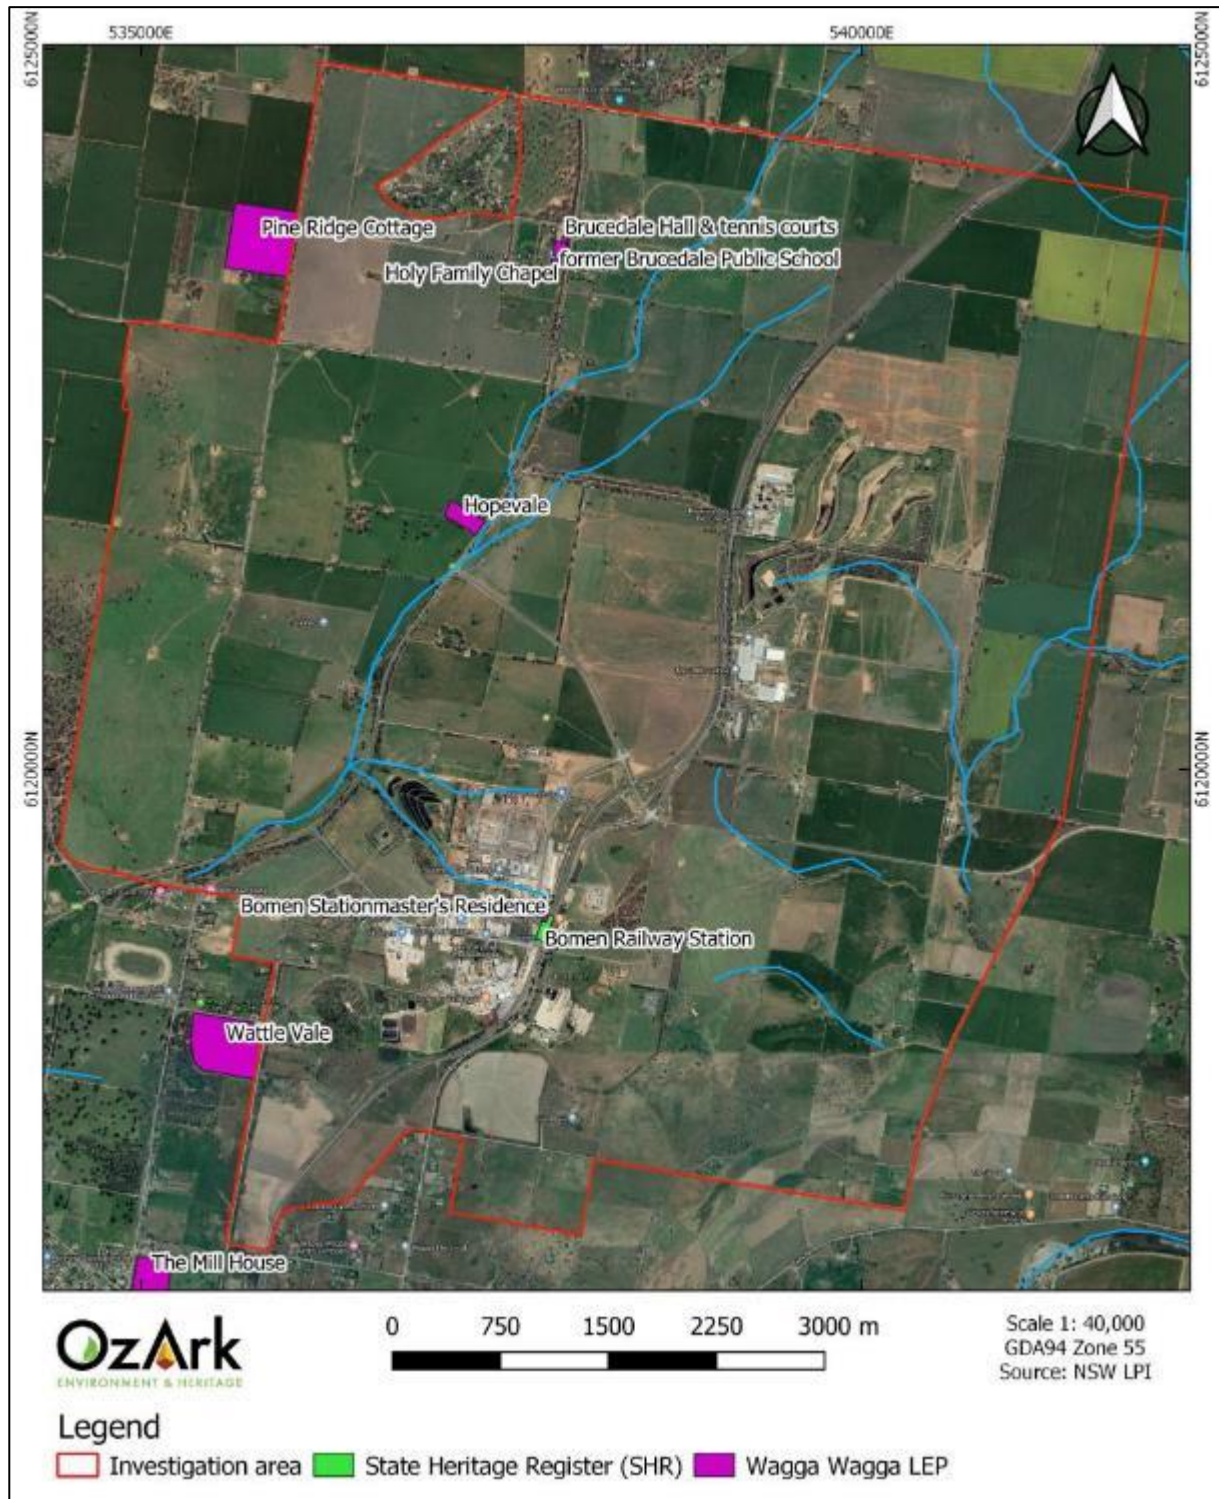 535000E
540000E
6125000N
6125000N
Pine Ridge Cottage
Brucedale Hall & tennis courts
former Brucedale Public School
Holy Family Chapel
Hopevale
6120000N
6120000N
Bomen Stationmaster's Residence
Bomen Railway Station
Wattle Vale
The Mill House
OzArk
ENVIRONMENT & HERITAGE
0 750 1500 2250 3000 m
Scale 1: 40,000
GDA94 Zone 55
Source: NSW LPI
Legend
Investigation area
State Heritage Register (SHR)
Wagga Wagga LEP